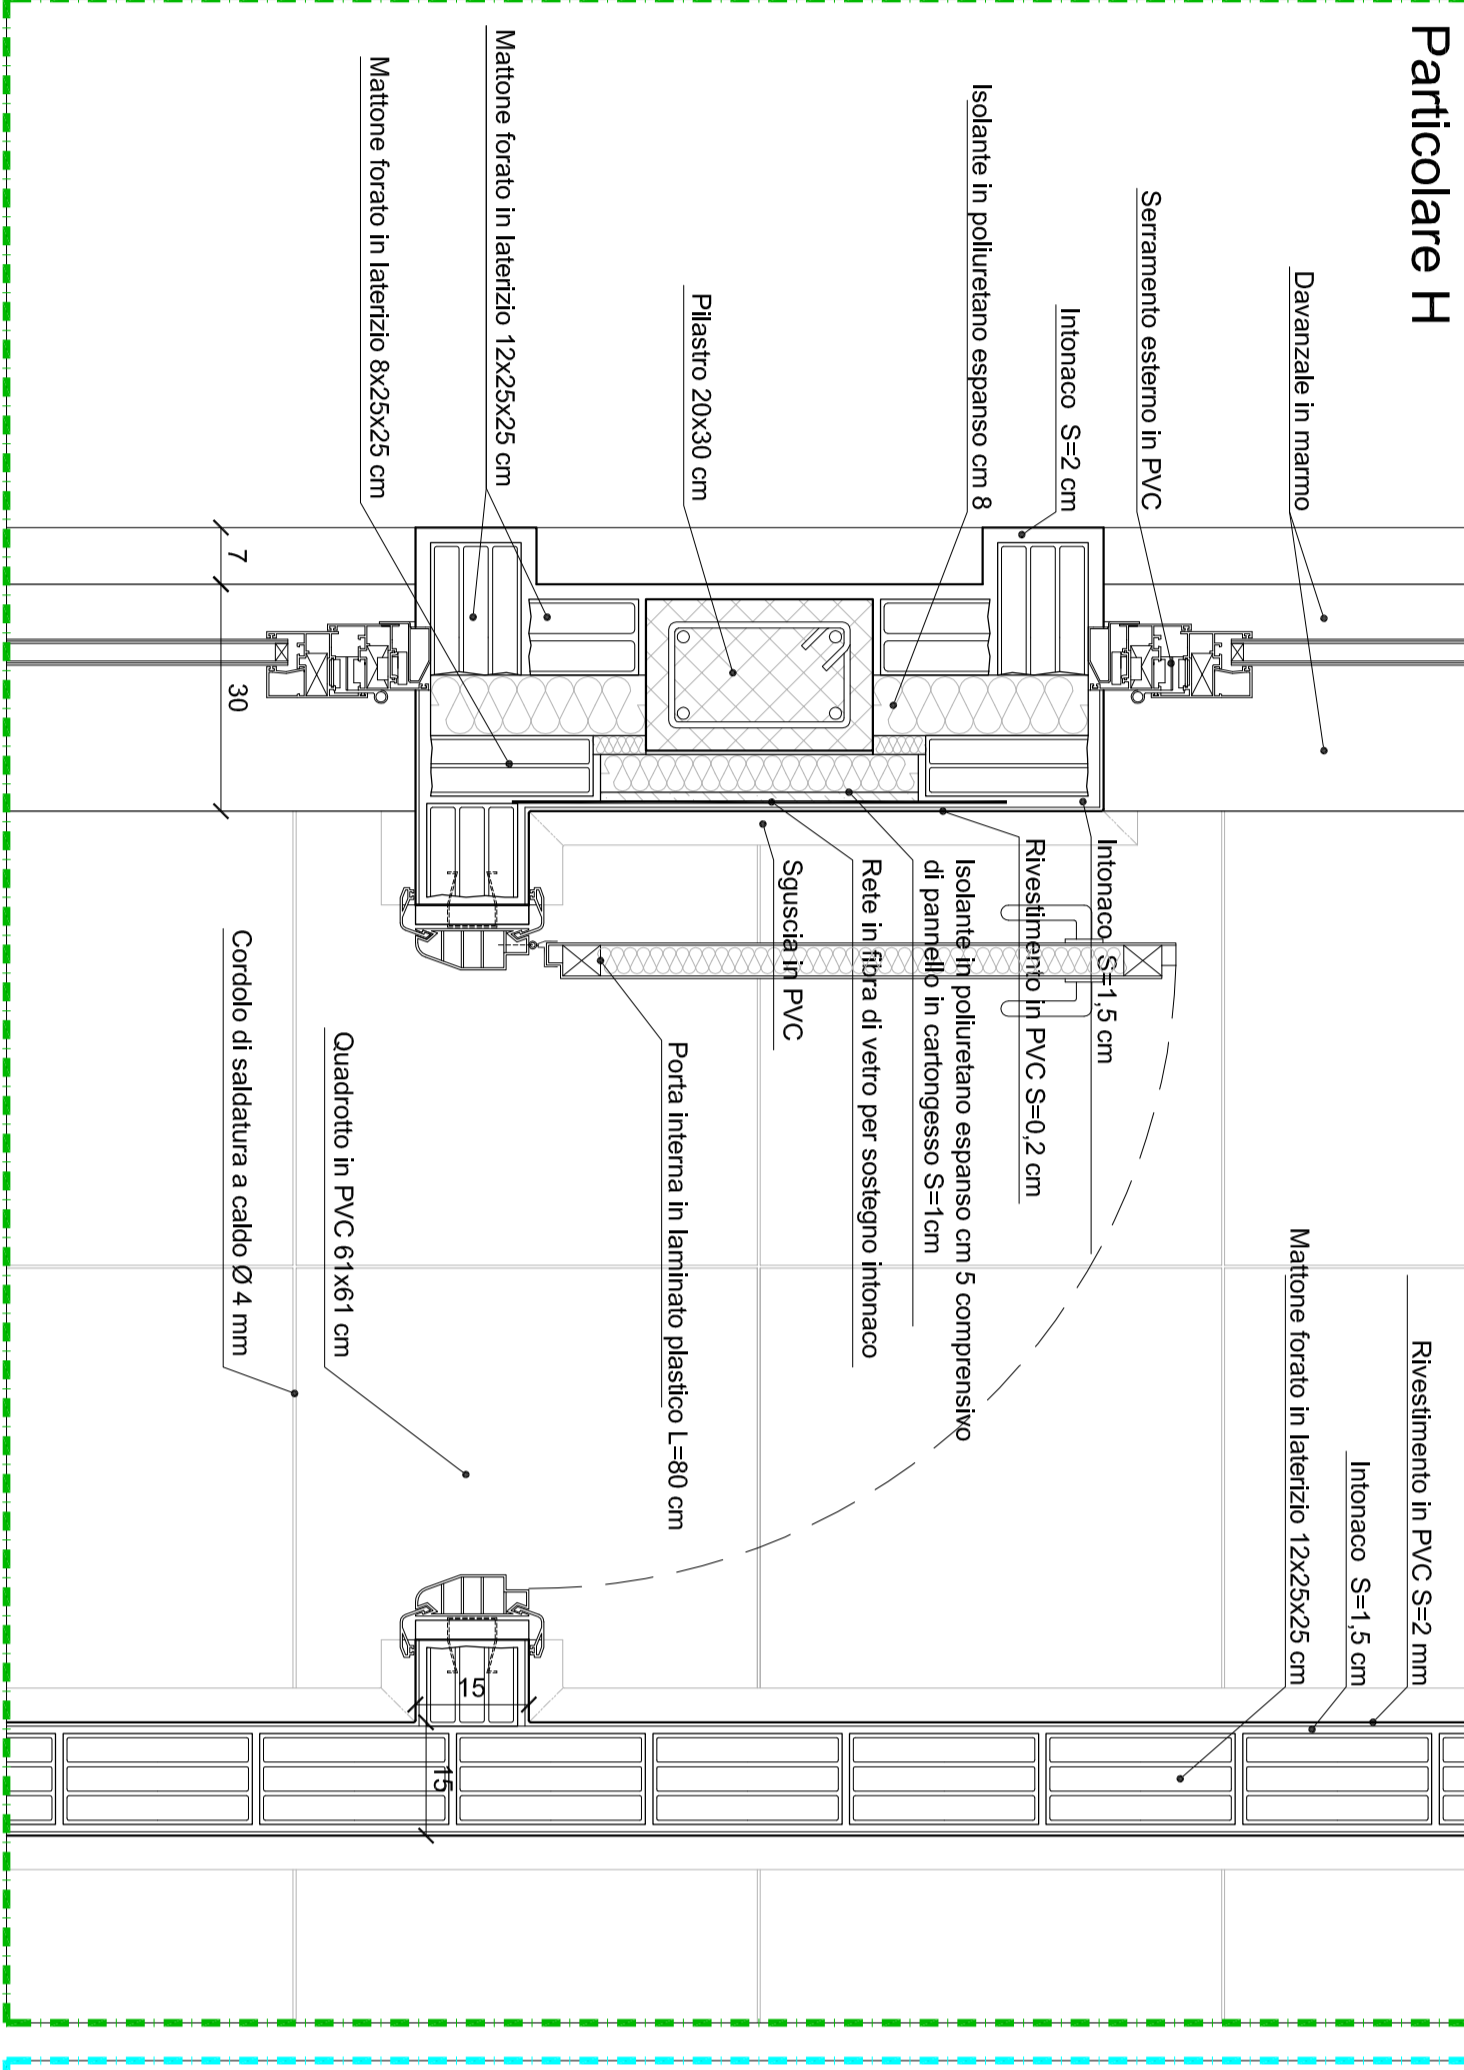 Particolare H
Davanzale in marmo
Serramento esterno in PVC
Intonaco S=2 cm
Isolante in poliuretano espanso cm 8
Pilastro 20x30 cm
Mattone forato in laterizio 12x25x25 cm
Mattone forato in laterizio 8x25x25 cm
7
30
Rivestimento in PVC S=2 mm
Intonaco S=1,5 cm
Mattone forato in laterizio 12x25x25 cm
Intonaco S=1,5 cm
Rivestimento in PVC S=0,2 cm
Isolante in poliuretano espanso cm 5 comprensivo
di pannello in cartongesso S=1cm
Rete in fibra di vetro per sostegno intonaco
Sguscia in PVC
Porta interna in laminato plastico L=80 cm
Quadrotto in PVC 61x61 cm
Cordolo di saldatura a caldo Ø 4 mm
15
15